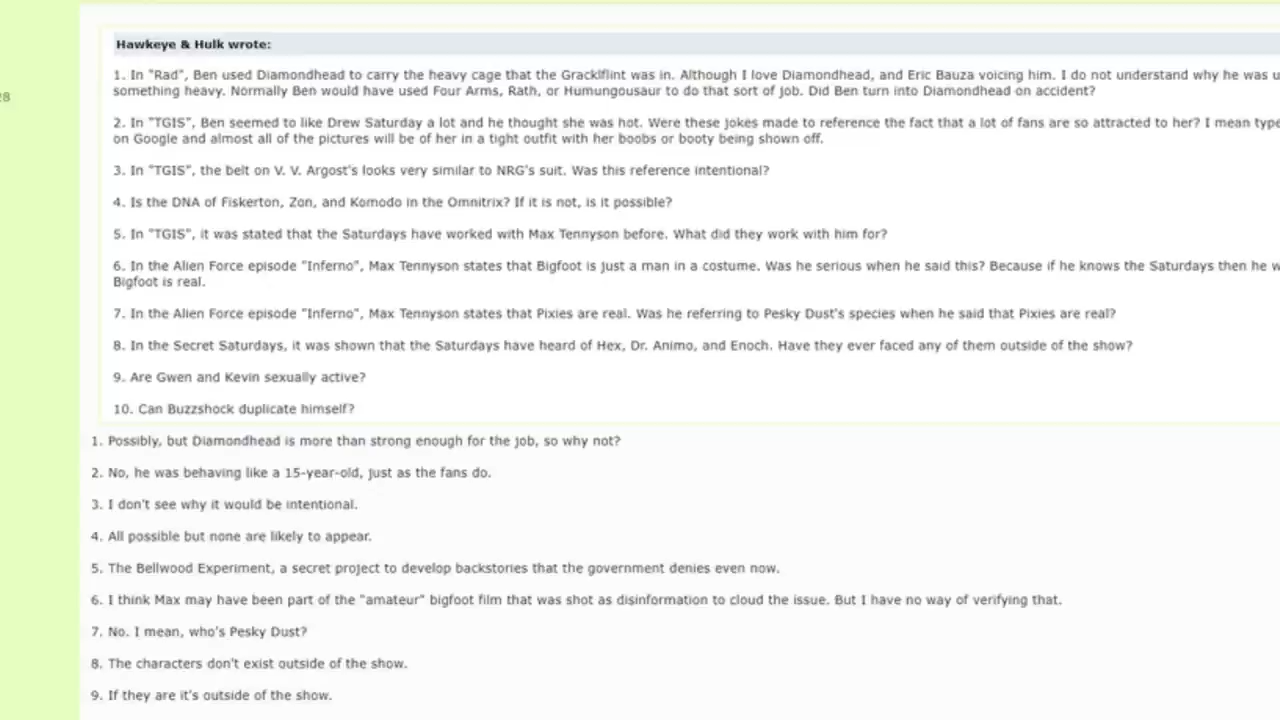 Hawkeye & Hulk wrote:
28
1. In "Rad", Ben used Diamondhead to carry the heavy cage that the Gracklflint was in. Although I love Diamondhead, and Eric Bauza voicing him. I do not understand why he was
something heavy. Normally Ben would have used Four Arms, Rath, or Humungousaur to do that sort of job. Did Ben turn into Diamondhead on accident?
2. In "TGIS", Ben seemed to like Drew Saturday a lot and he thought she was hot. Were these jokes made to reference the fact that a lot of fans are so attracted to her? I mean type
on Google and almost all of the pictures will be of her in a tight outfit with her boobs or booty being shown off.
3. In "TGIS", the belt on V. V. Argost's looks very similar to NRG's suit. Was this reference intentional?
4. Is the DNA of Fiskerton, Zon, and Komodo in the Omnitrix? If it is not, is it possible?
5. In "TGIS", it was stated that the Saturdays have worked with Max Tennyson before. What did they work with him for?
6. In the Alien Force episode "Inferno", Max Tennyson states that Bigfoot is just a man in a costume. Was he serious when he said this? Because if he knows the Saturdays then he
Bigfoot is real.
7. In the Alien Force episode "Inferno", Max Tennyson states that Pixies are real. Was he referring to Pesky Dust's species when he said that Pixies are real?
8. In the Secret Saturdays, it was shown that the Saturdays have heard of Hex, Dr. Animo, and Enoch. Have they ever faced any of them outside of the show?
9. Are Gwen and Kevin sexually active?
10. Can Buzzshock duplicate himself?
1. Possibly, but Diamondhead is more than strong enough for the job, so why not?
2. No, he was behaving like a 15-year-old, just as the fans do.
3. I don't see why it would be intentional.
4. All possible but none are likely to appear.
5. The Bellwood Experiment, a secret project to develop backstories that the government denies even now.
6. I think Max may have been part of the "amateur" bigfoot film that was shot as disinformation to cloud the issue. But I have no way of verifying that.
7. No. I mean, who's Pesky Dust?
8. The characters don't exist outside of the show.
9. If they are it's outside of the show.